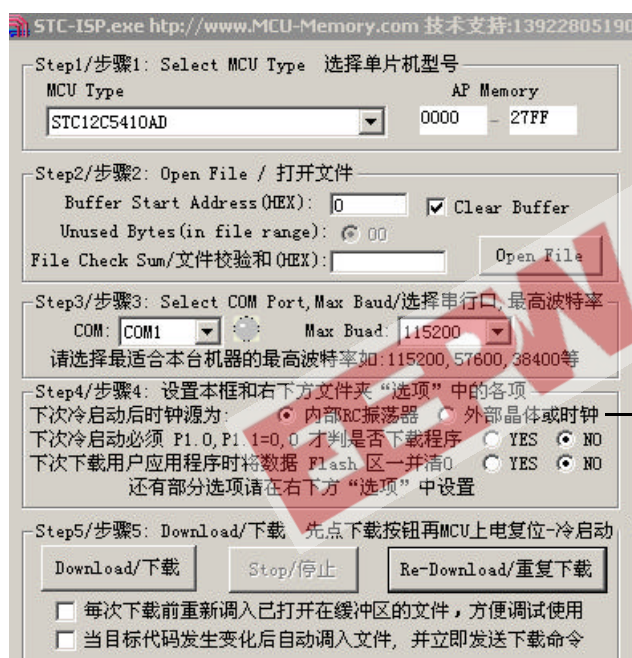 STC-ISP.exe htp://www.MCU-Memory.com 技术支持:13922805190
Step1/步骤1: Select MCU Type 选择单片机型号
MCU Type AP Memory
STC12C5410AD 0000 - 27FF
Step2/步骤2: Open File / 打开文件
Buffer Start Address(HEX): 0 Clear Buffer
Unused Bytes(in file range): 00
File Check Sum/文件校验和(HEX): Open File
Step3/步骤3: Select COM Port,Max Baud/选择串行口,最高波特率
COM: COM1 Max Buad: 115200
请选择最适合本台机器的最高波特率如:115200,57600,38400等
Step4/步骤4: 设置本框和右下方文件夹“选项”中的各项
下次冷启动后时钟源为: 内部RC振荡器 外部晶体或时钟
下次冷启动必须 P1.0,P1.1=0,0 才判是否下载程序 YES NO
下次下载用户应用程序时将数据 Flash 区一并清0 YES NO
还有部分选项请在右下方“选项”中设置
Step5/步骤5: Download/下载 先点下载按钮再MCU上电复位-冷启动
Download/下载 Stop/停止 Re-Download/重复下载
每次下载前重新调入已打开在缓冲区的文件，方便调试使用
当目标代码发生变化后自动调入文件, 并立即发送下载命令
EEPW